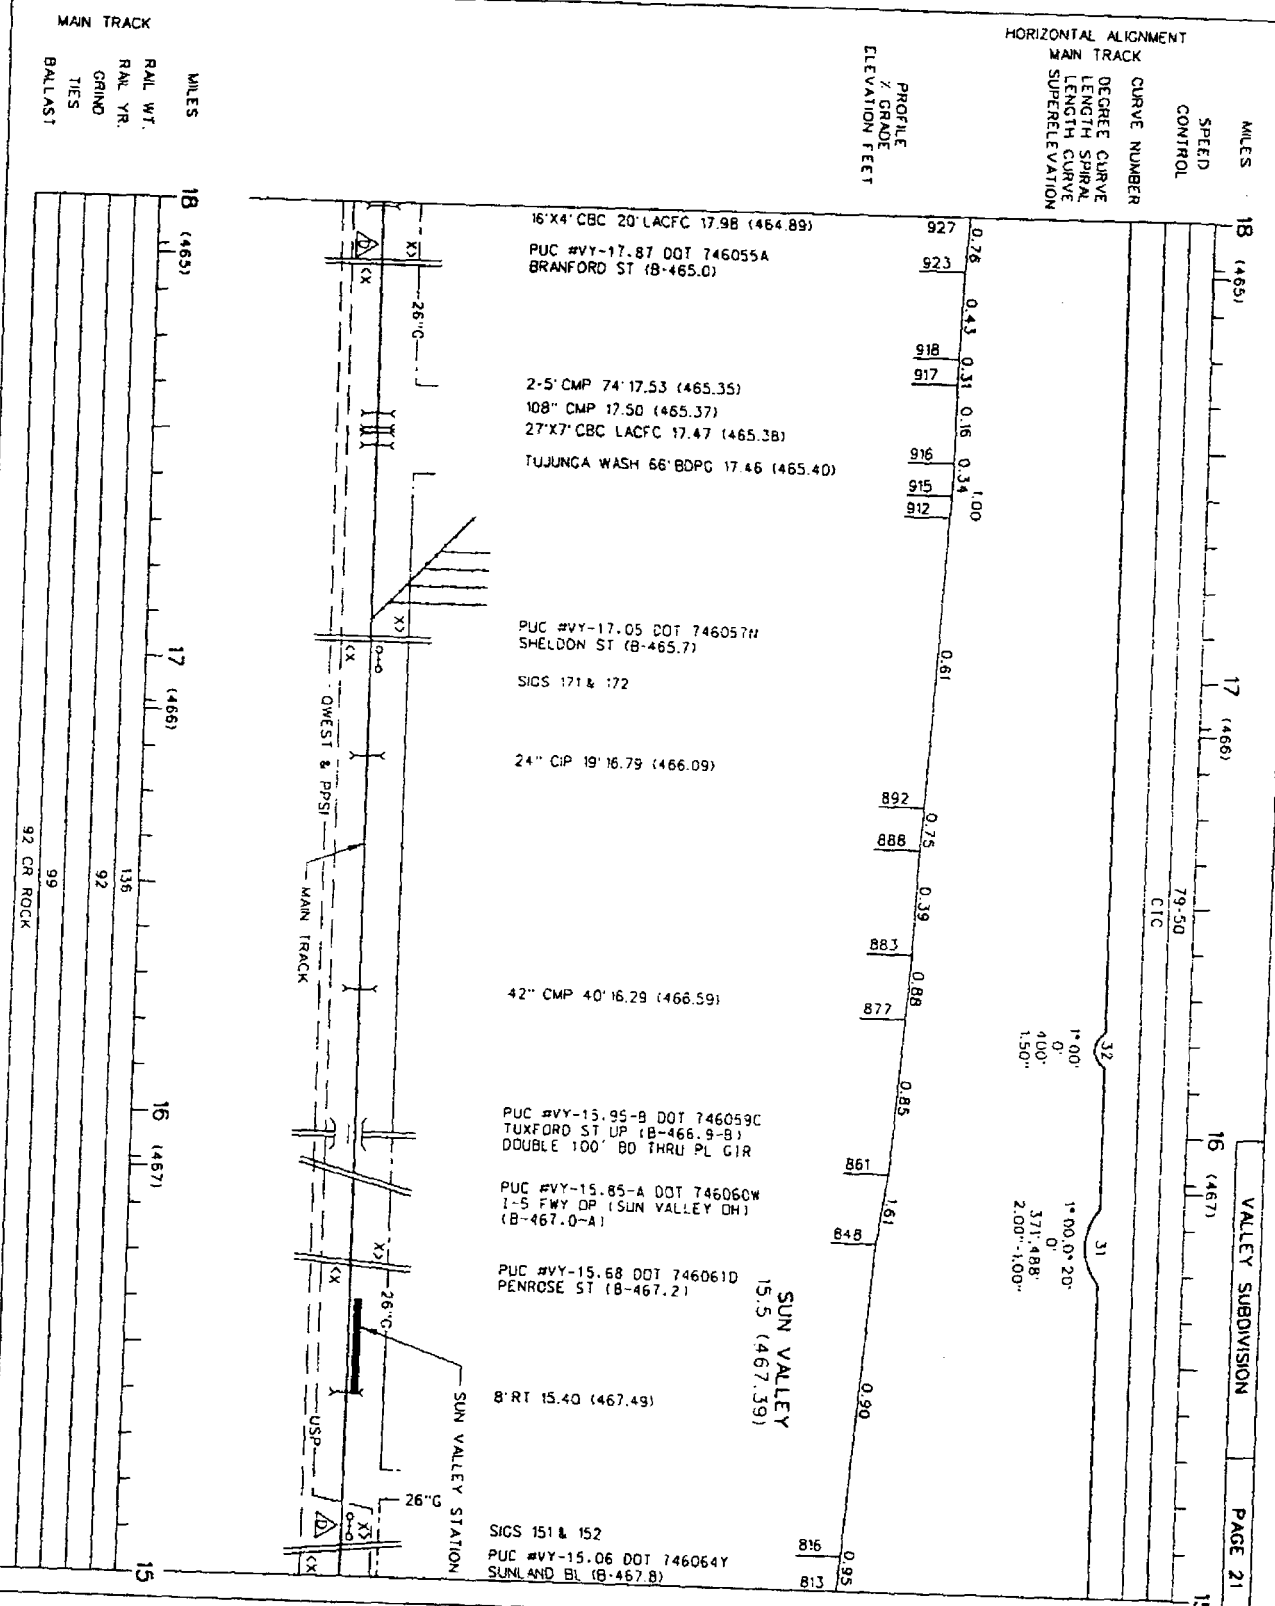 MAIN TRACK
MILES
RAIL WT.
RAIL YR.
GRIND
TIES
BALLAST
HORIZONTAL ALIGNMENT
MAIN TRACK
MILES
SPEED
CONTROL
CURVE NUMBER
DEGREE CURVE
LENGTH SPIRAL
LENGTH CURVE
SUPERELEVATION
PROFILE
% GRADE
ELEVATION FEET
VALLEY SUBDIVISION
PAGE 21
18
(465)
17
(466)
16
(467)
15
79-50
CTC
32
1°00'
0'
400'
1.50"
31
1°00,0°20'
0'
371',488'
2.00"-1.00"
927
0.76
923
0.43
918
0.31
917
0.16
916
0.34
915
1.00
912
0.61
892
0.75
888
0.39
883
0.88
877
0.85
861
1.61
848
0.90
816
0.95
813
SUN VALLEY
15.5 (467.39)
16'X4' CBC 20' LACFC 17.98 (464.89)
PUC #VY-17.87 DOT 746055A
BRANFORD ST (B-465.0)
2-5' CMP 74' 17.53 (465.35)
108" CMP 17.50 (465.37)
27'X7' CBC LACFC 17.47 (465.38)
TUJUNGA WASH 66' BDPG 17.46 (465.40)
PUC #VY-17.05 DOT 746057N
SHELDON ST (B-465.7)
SIGS 171 & 172
24" CIP 19' 16.79 (466.09)
42" CMP 40' 16.29 (466.59)
PUC #VY-15.95-B DOT 746059C
TUXFORD ST UP (B-466.9-B)
DOUBLE 100' BD THRU PL GIR
PUC #VY-15.85-A DOT 746060W
I-5 FWY OP (SUN VALLEY OH)
(B-467.0-A)
PUC #VY-15.68 DOT 746061D
PENROSE ST (B-467.2)
8' RT 15.40 (467.49)
SIGS 151 & 152
PUC #VY-15.06 DOT 746064Y
SUNLAND BL (B-467.8)
D
X>
<X
26"G
X>
<X
QWEST & PPSI
MAIN TRACK
X>
<X
26"G
SUN VALLEY STATION
USP
26"G
D
X>
<X
18
(465)
17
(466)
16
(467)
15
136
92
99
92 CR ROCK